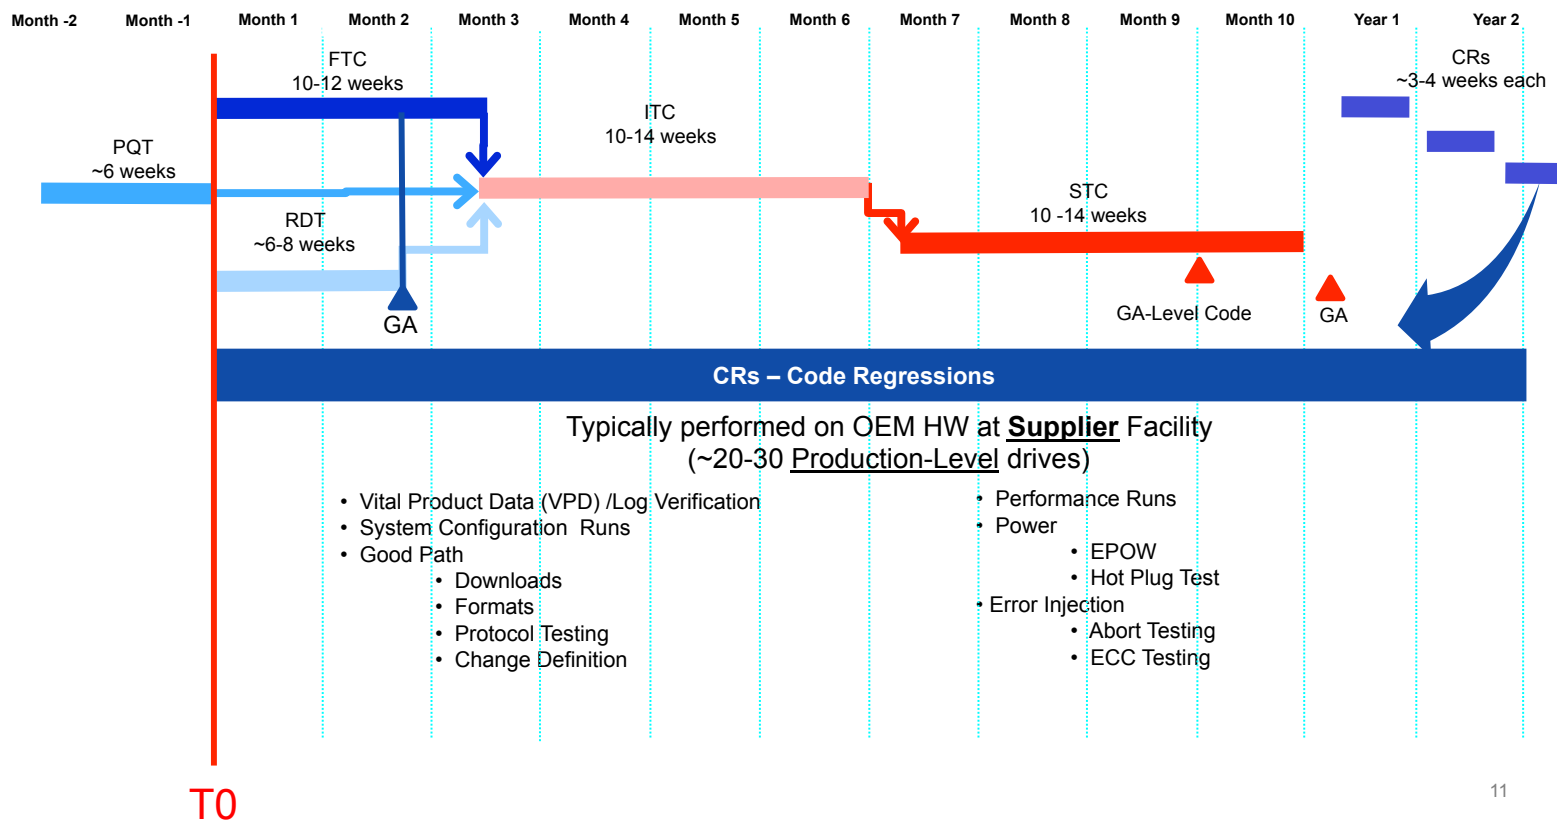 Month -2 Month -1 Month 1 Month 2 Month 3 Month 4 Month 5 Month 6 Month 7 Month 8 Month 9 Month 10 Year 1 Year 2
FTC
10-12 weeks
CRs
~3-4 weeks each
ITC
10-14 weeks
PQT
~6 weeks
STC
10 -14 weeks
RDT
~6-8 weeks
GA
GA-Level Code
GA
CRs – Code Regressions
Typically performed on OEM HW at Supplier Facility
(~20-30 Production-Level drives)
• Vital Product Data (VPD) /Log Verification
• System Configuration Runs
• Good Path
• Downloads
• Formats
• Protocol Testing
• Change Definition
• Performance Runs
• Power
• EPOW
• Hot Plug Test
• Error Injection
• Abort Testing
• ECC Testing
T0
11